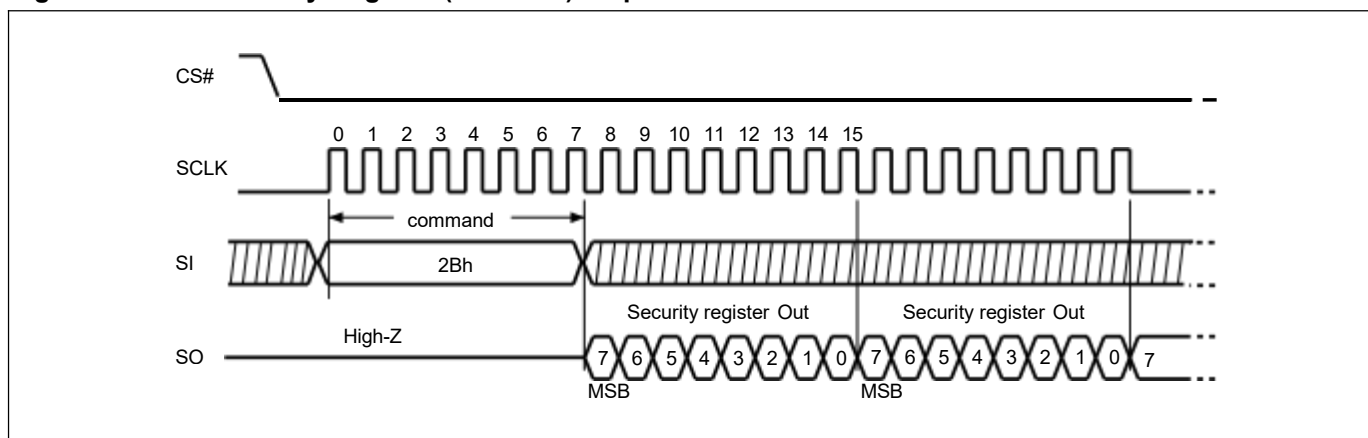 CS#
0 1 2 3 4 5 6 7 8 9 10 11 12 13 14 15
SCLK
command
SI
2Bh
Security register Out Security register Out
High-Z
SO
7 6 5 4 3 2 1 0 7 6 5 4 3 2 1 0 7
MSB MSB